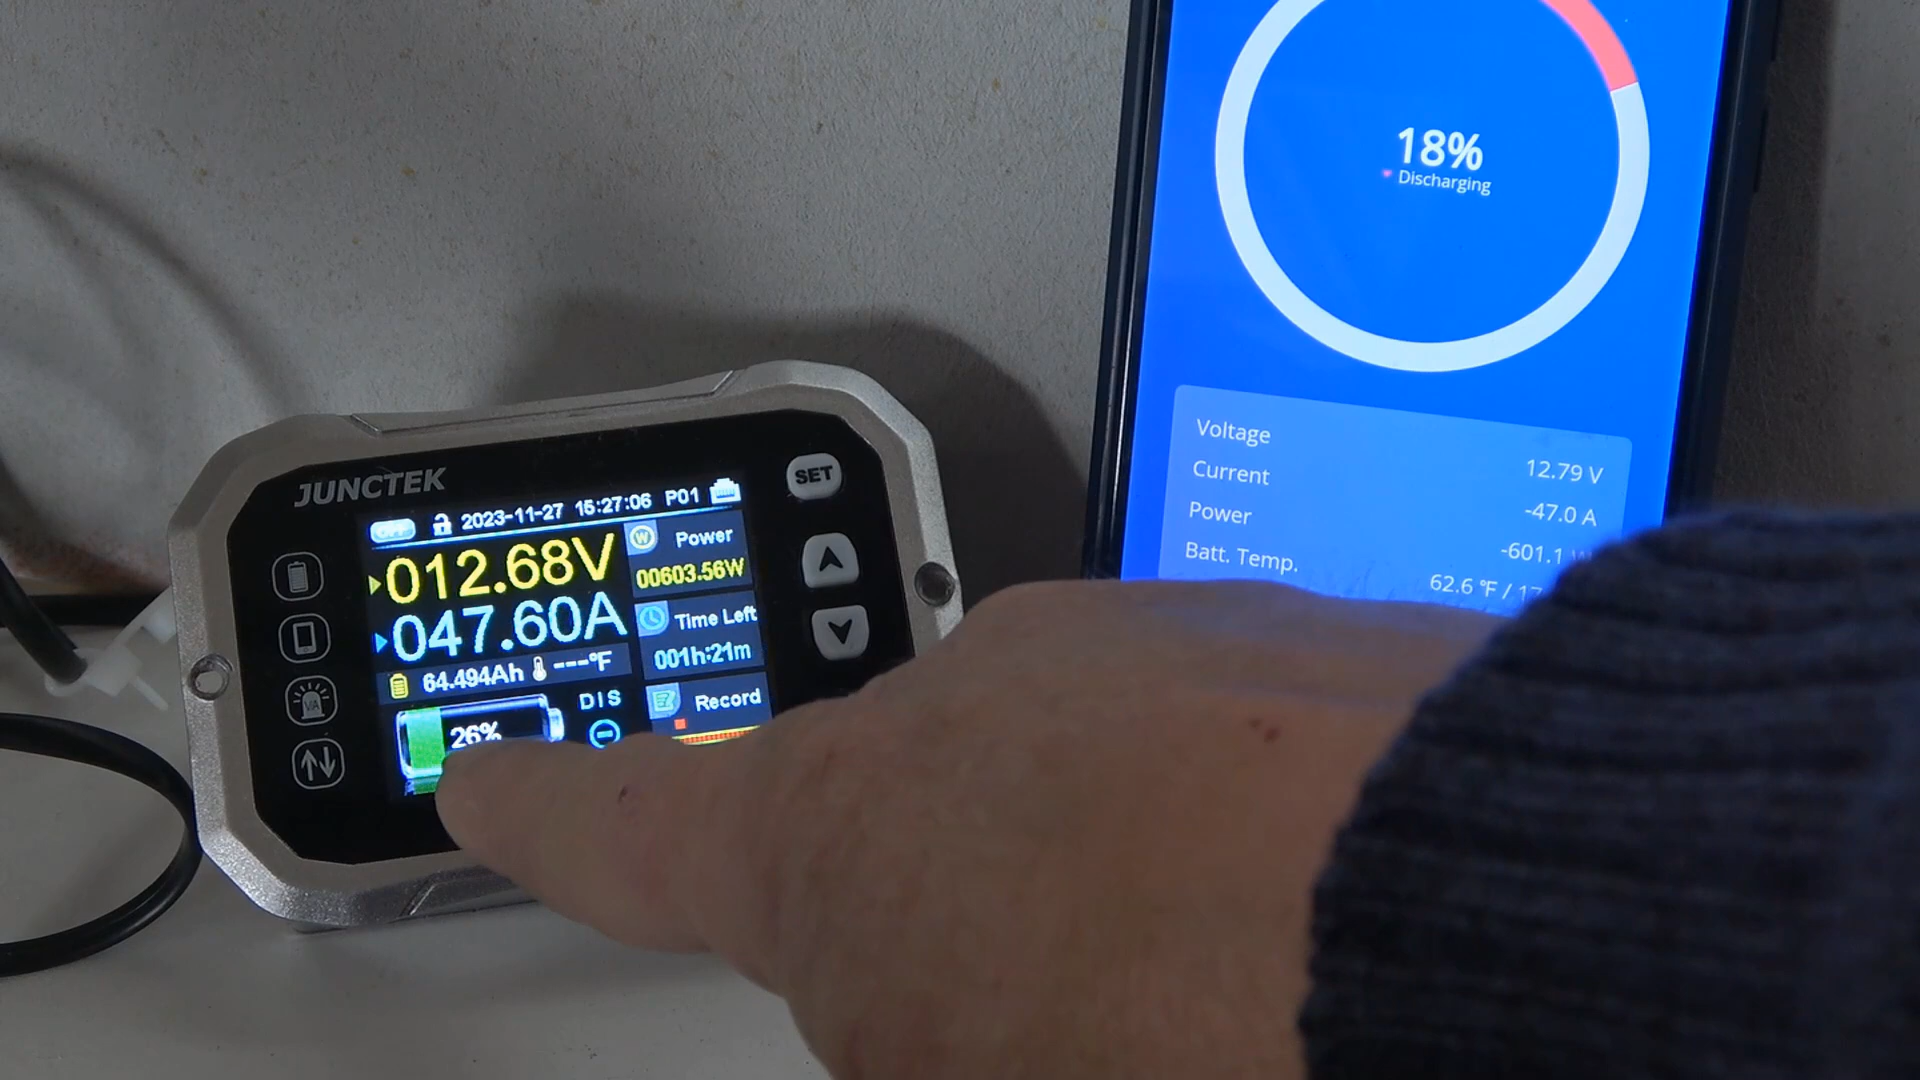 JUNCTEK
OFF 2023-11-27 15:27:06 P01
012.68V
047.60A
64.494Ah ---°F
26%
DIS
Power
00603.56W
Time Left
001h:21m
Record
SET
18%
Discharging
Voltage 12.79 V
Current -47.0 A
Power -601.1 W
Batt. Temp. 62.6 °F / 17